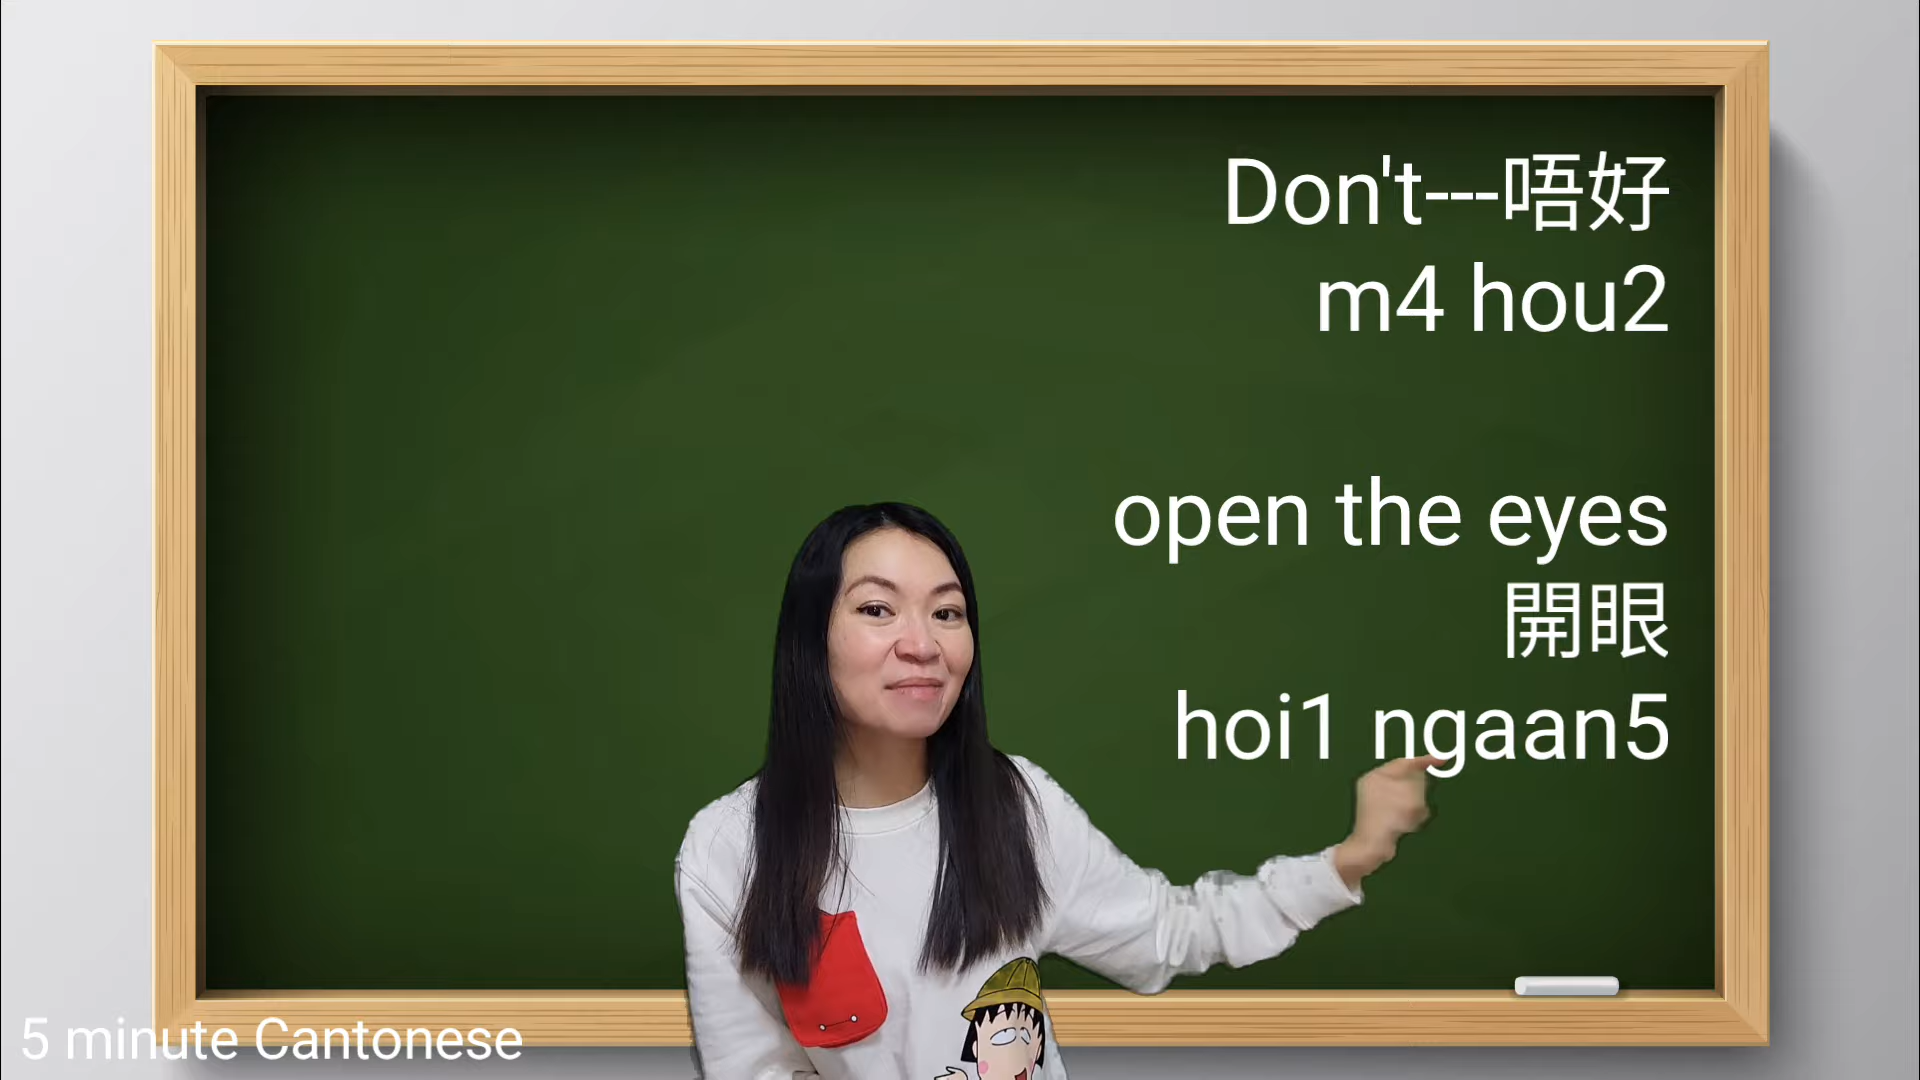 Don't---唔好
m4 hou2
open the eyes
開眼
hoi1 ngaan5
5 minute Cantonese